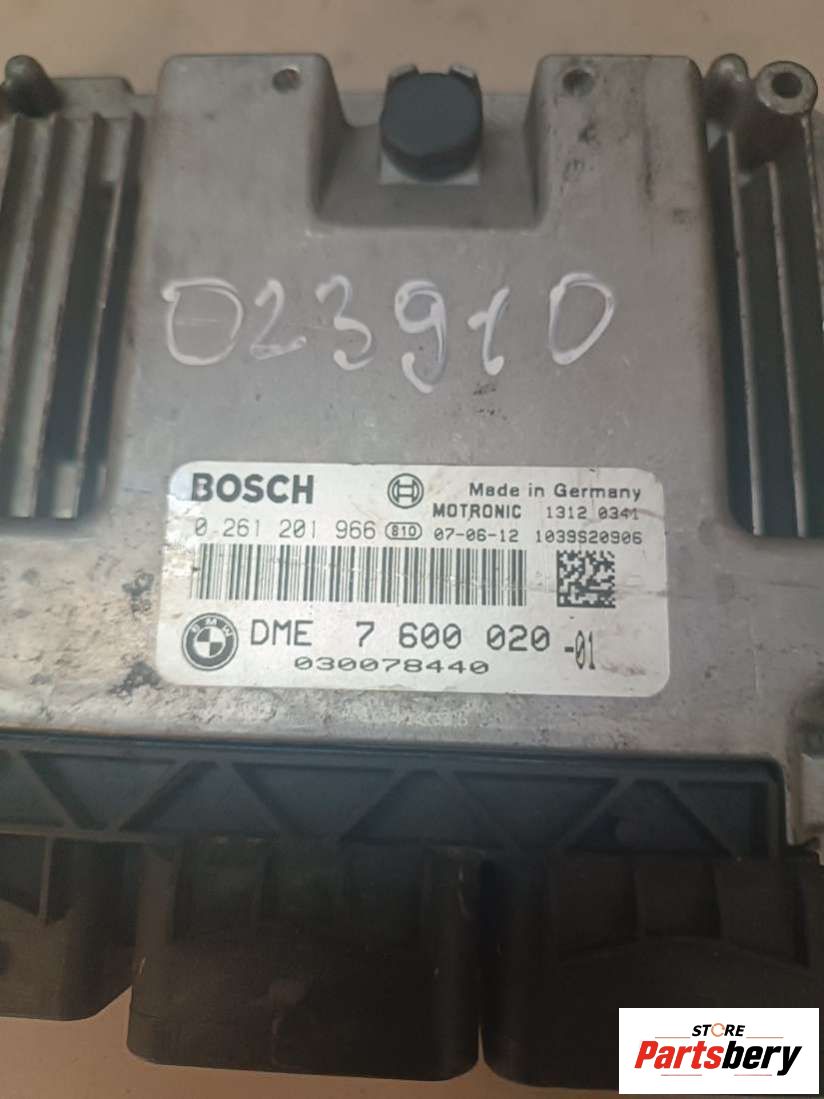 023910
BOSCH
Made in Germany
MOTRONIC 1312 0341
0 261 201 966 810 07-06-12 1039S20906
BMW
DME 7 600 020 -01
030078440
STORE
Partsbery